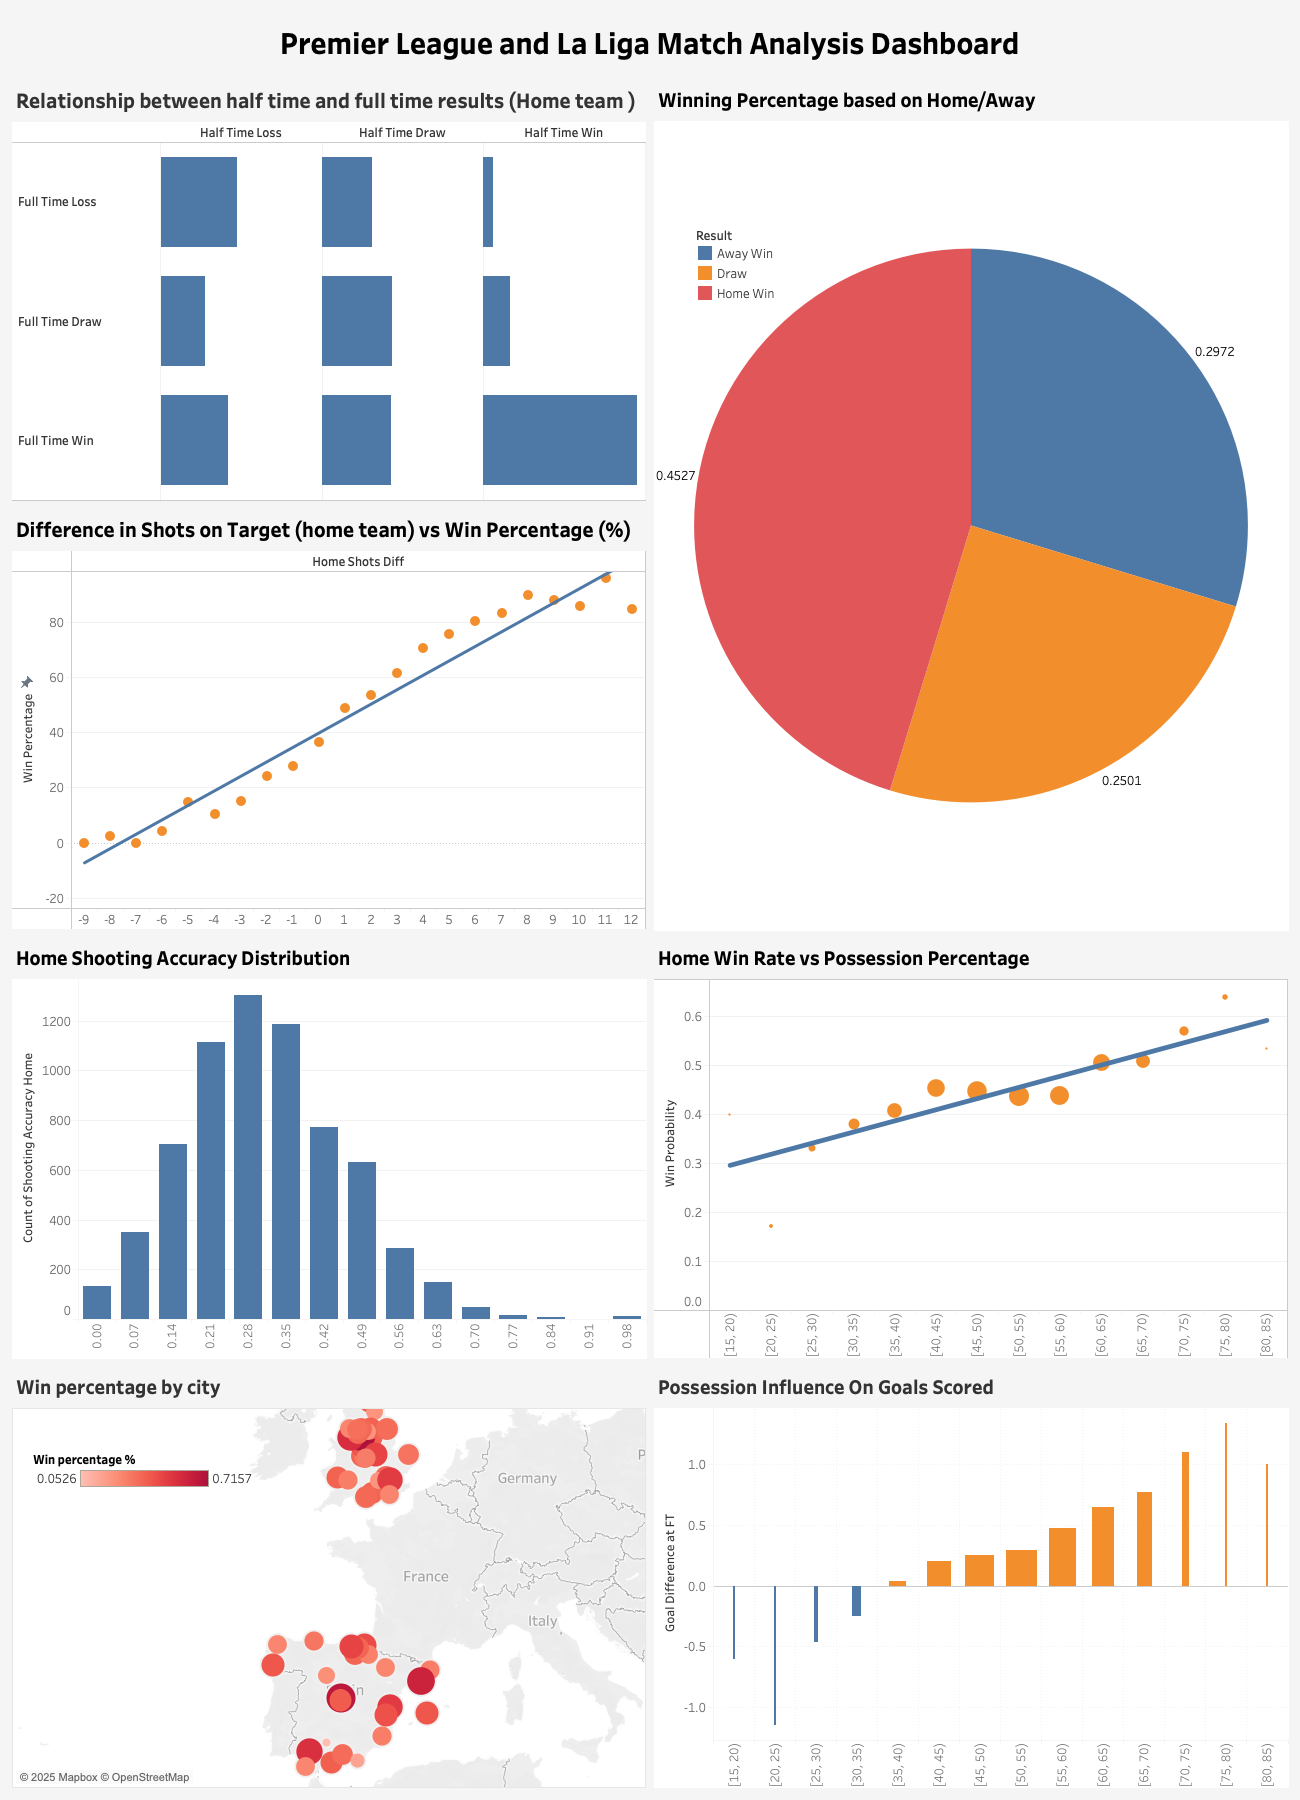 Premier League and La Liga Match Analysis Dashboard
Relationship between half time and full time results (Home team )
Half Time Loss Half Time Draw Half Time Win
Full Time Loss
Full Time Draw
Full Time Win
Winning Percentage based on Home/Away
Result
Away Win
Draw
Home Win
0.2972
0.4527
0.2501
Difference in Shots on Target (home team) vs Win Percentage (%)
Home Shots Diff
Win Percentage
80
60
40
20
0
-20
-9 -8 -7 -6 -5 -4 -3 -2 -1 0 1 2 3 4 5 6 7 8 9 10 11 12
Home Shooting Accuracy Distribution
Count of Shooting Accuracy Home
1200
1000
800
600
400
200
0
0.00 0.07 0.14 0.21 0.28 0.35 0.42 0.49 0.56 0.63 0.70 0.77 0.84 0.91 0.98
Home Win Rate vs Possession Percentage
Win Probability
0.6
0.5
0.4
0.3
0.2
0.1
0.0
[15, 20) [20, 25) [25, 30) [30, 35) [35, 40) [40, 45) [45, 50) [50, 55) [55, 60) [60, 65) [65, 70) [70, 75) [75, 80) [80, 85)
Win percentage by city
Win percentage %
0.0526 0.7157
P
Germany
France
Italy
© 2025 Mapbox © OpenStreetMap
Possession Influence On Goals Scored
Goal Difference at FT
1.0
0.5
0.0
-0.5
-1.0
[15, 20) [20, 25) [25, 30) [30, 35) [35, 40) [40, 45) [45, 50) [50, 55) [55, 60) [60, 65) [65, 70) [70, 75) [75, 80) [80, 85)